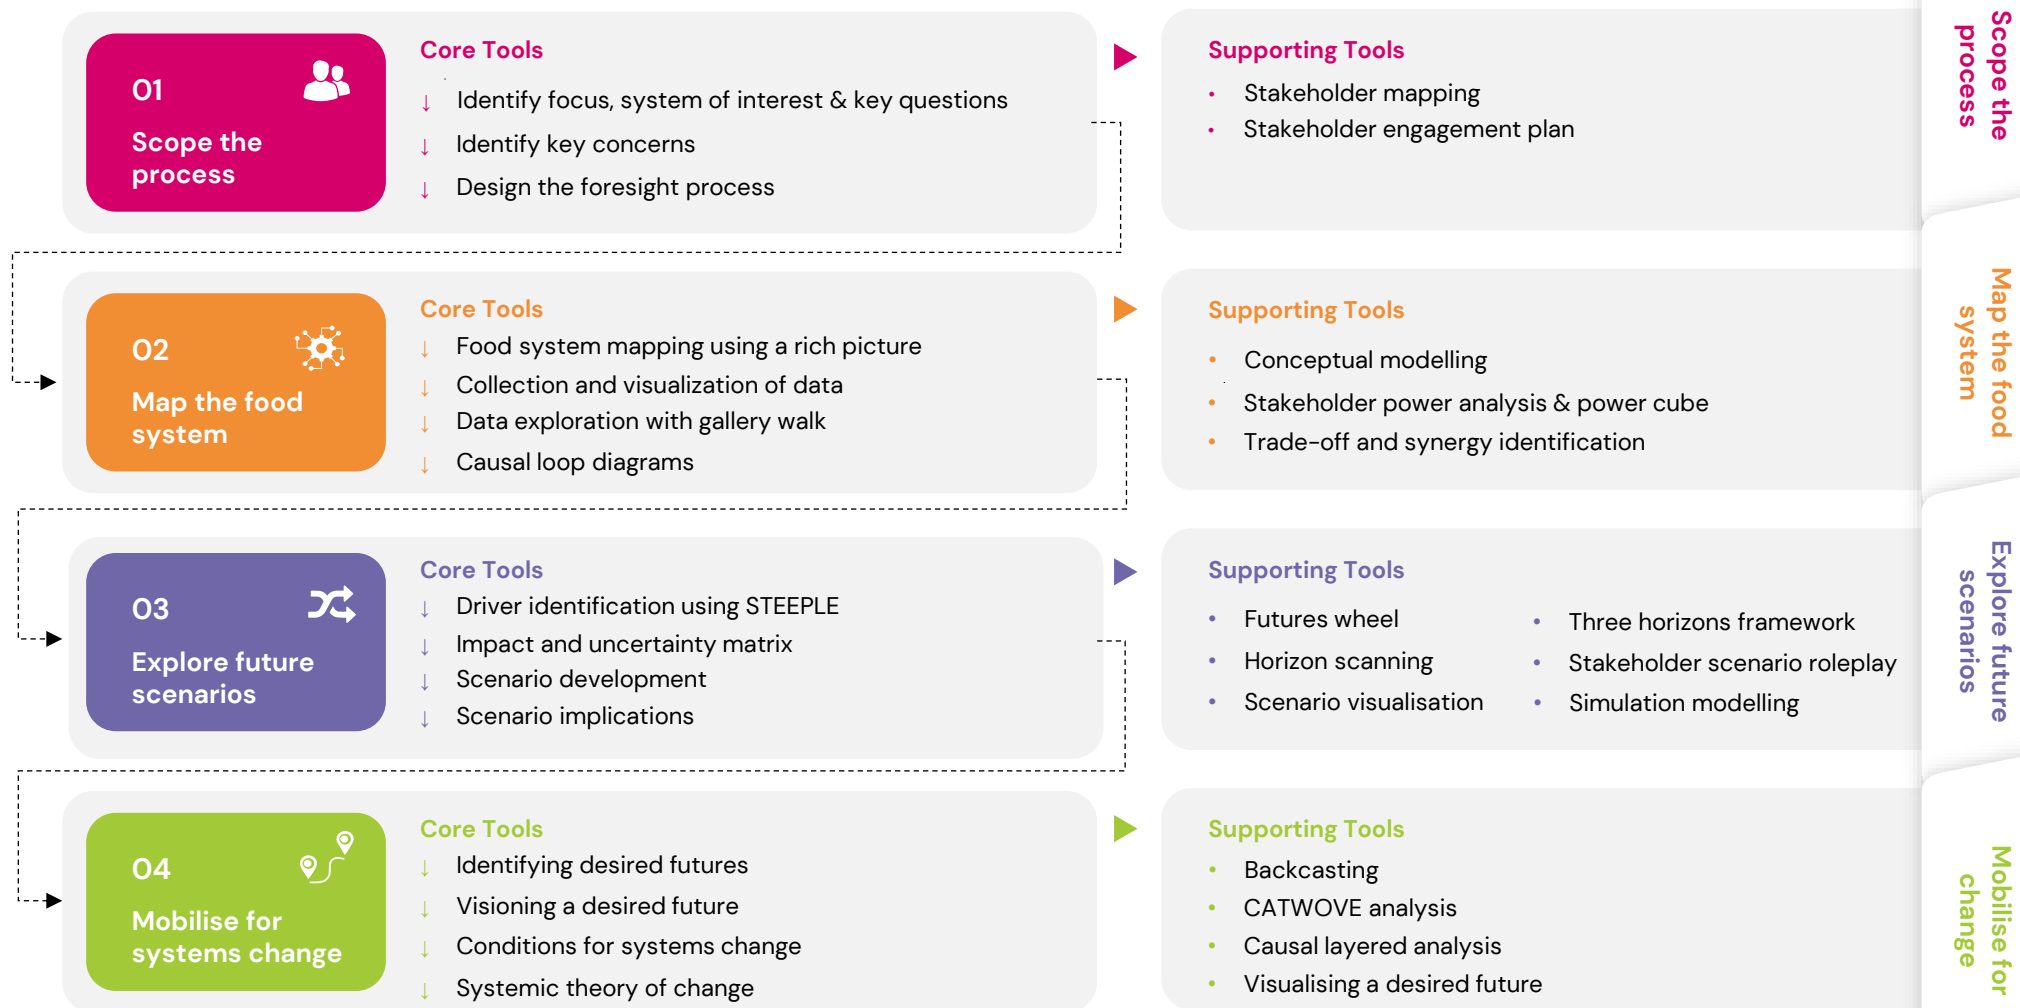 01
Scope the
process
Core Tools
↓ Identify focus, system of interest & key questions
↓ Identify key concerns
↓ Design the foresight process
Supporting Tools
• Stakeholder mapping
• Stakeholder engagement plan
02
Map the food
system
Core Tools
↓ Food system mapping using a rich picture
↓ Collection and visualization of data
↓ Data exploration with gallery walk
↓ Causal loop diagrams
Supporting Tools
• Conceptual modelling
• Stakeholder power analysis & power cube
• Trade-off and synergy identification
03
Explore future
scenarios
Core Tools
↓ Driver identification using STEEPLE
↓ Impact and uncertainty matrix
↓ Scenario development
↓ Scenario implications
Supporting Tools
• Futures wheel
• Horizon scanning
• Scenario visualisation
• Three horizons framework
• Stakeholder scenario roleplay
• Simulation modelling
04
Mobilise for
systems change
Core Tools
↓ Identifying desired futures
↓ Visioning a desired future
↓ Conditions for systems change
↓ Systemic theory of change
Supporting Tools
• Backcasting
• CATWOVE analysis
• Causal layered analysis
• Visualising a desired future
Scope the
process
Map the food
system
Explore future
scenarios
Mobilise for
change